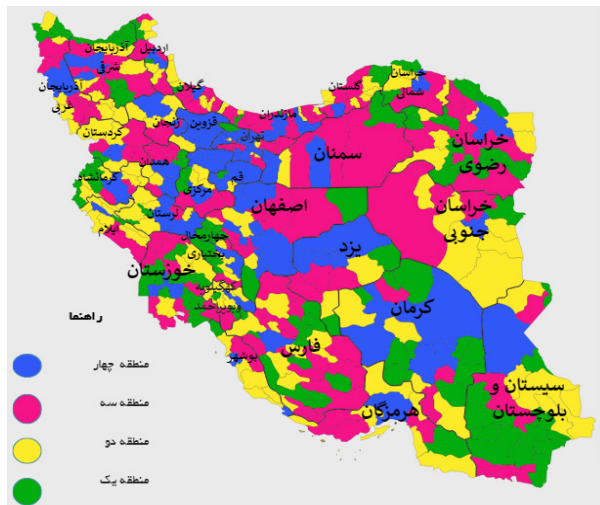 آذربایجان
شرقی
اردبیل
آذربایجان
غربی
گیلان
کردستان
زنجان
قزوین
مازندران
تهران
گلستان
خراسان
شمالی
خراسان
رضوی
سمنان
همدان
کرمانشاه
مرکزی
قم
لرستان
ایلام
اصفهان
خراسان
جنوبی
یزد
چهارمحال
بختیاری
خوزستان
کهگیلویه
وبویراحمد
کرمان
فارس
بوشهر
هرمزگان
سیستان و
بلوچستان
راهنما
منطقه چهار
منطقه سه
منطقه دو
منطقه یک